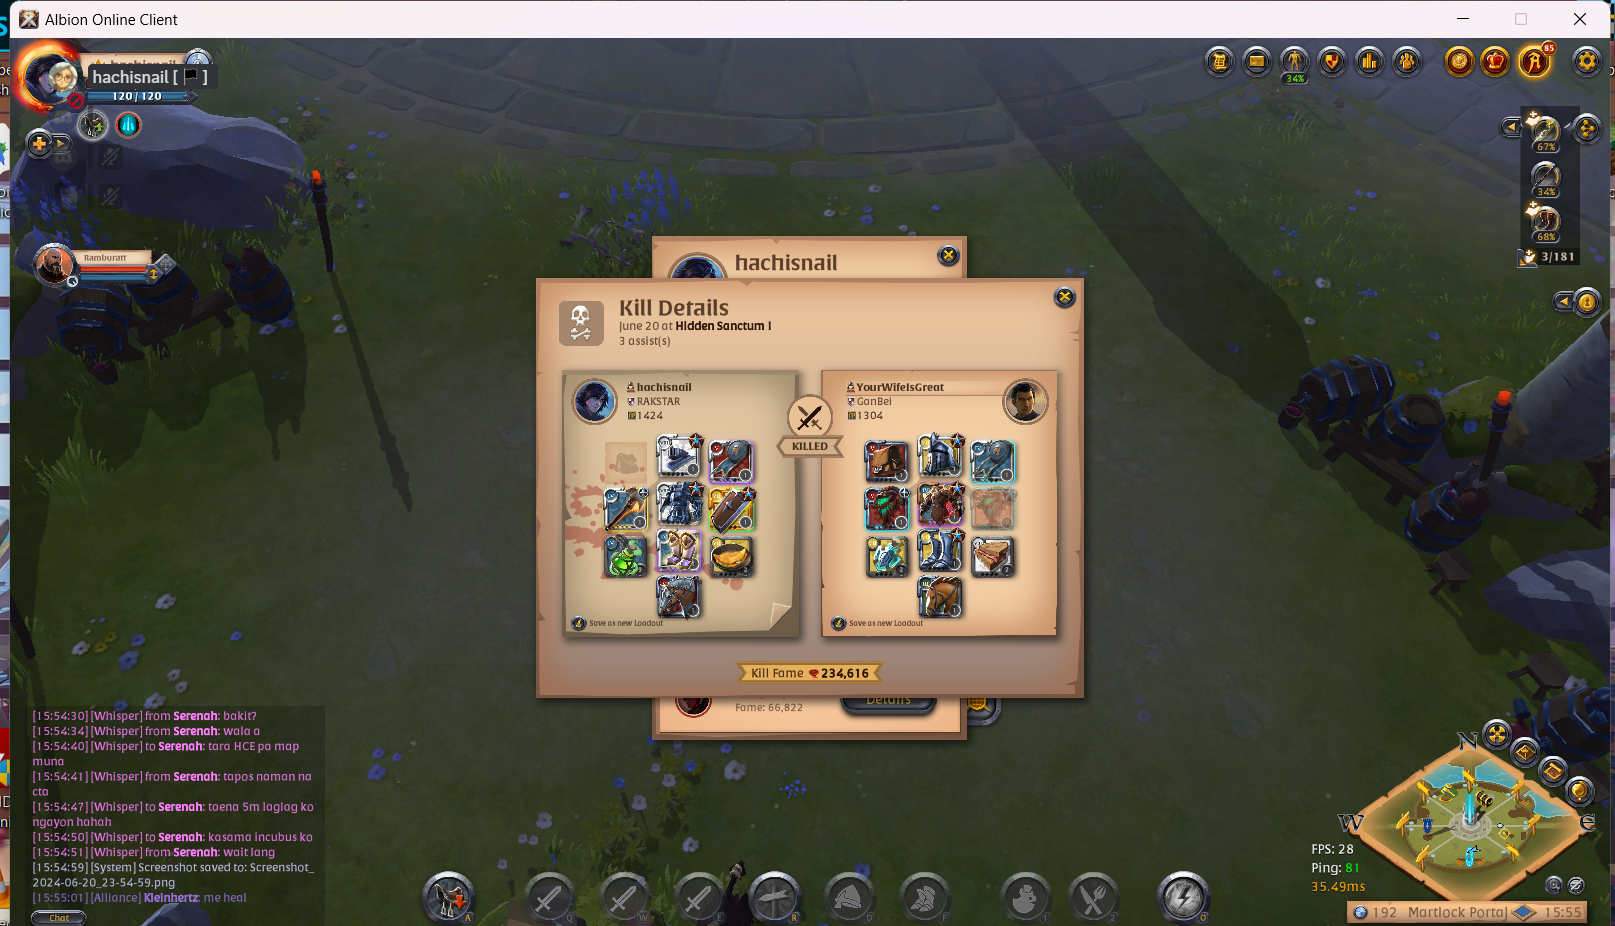 Albion Online Client
hachisnail [ ]
120/120
34%
85
67%
34%
68%
3/181
Ramburatt
hachisnail
Kill Details
June 20 at Hidden Sanctum I
3 assist(s)
hachisnail
RAKSTAR
1424
KILLED
YourWifeIsGreat
GanBei
1304
Save as new Loadout
Save as new Loadout
Kill Fame 234,616
Fame: 66,822
Details
[15:54:30] [Whisper] from Serenah: bakit?
[15:54:34] [Whisper] from Serenah: wala a
[15:54:40] [Whisper] to Serenah: tara HCE pa map
muna
[15:54:41] [Whisper] from Serenah: tapos naman na
cta
[15:54:47] [Whisper] to Serenah: taena 5m laglag ko
ngayon hahah
[15:54:50] [Whisper] to Serenah: kasama incubus ko
[15:54:51] [Whisper] from Serenah: wait lang
[15:54:59] [System] Screenshot saved to: Screenshot_
2024-06-20_23-54-59.png
[15:55:01] [Alliance] Kleinhertz: me heal
Chat
A
Q
W
E
R
D
F
1
2
O
N
W
E
FPS: 28
Ping: 81
35.49ms
192 Martlock Portal 15:55